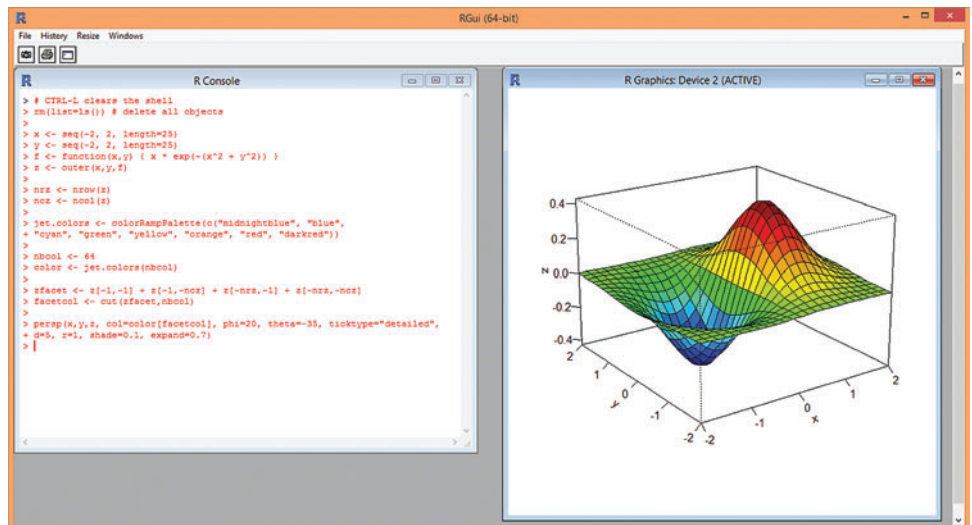 R
RGui (64-bit)
File History Resize Windows
R
R Console
> # CTRL-L clears the shell
> rm(list=ls()) # delete all objects
>
> x <- seq(-2, 2, length=25)
> y <- seq(-2, 2, length=25)
> f <- function(x,y) { x * exp(-(x^2 + y^2)) }
> z <- outer(x,y,f)
>
> nrz <- nrow(z)
> ncz <- ncol(z)
>
> jet.colors <- colorRampPalette(c("midnightblue", "blue",
+ "cyan", "green", "yellow", "orange", "red", "darkred"))
>
> nbcol <- 64
> color <- jet.colors(nbcol)
>
> zfacet <- z[-1,-1] + z[-1,-ncz] + z[-nrz,-1] + z[-nrz,-ncz]
> facetcol <- cut(zfacet,nbcol)
>
> persp(x,y,z, col=color[facetcol], phi=20, theta=-35, ticktype="detailed",
+ d=5, r=1, shade=0.1, expand=0.7)
>
R
R Graphics: Device 2 (ACTIVE)
0.4
0.2
z
0.0
-0.2
-0.4
2
1
0
y
-1
-2
-2
-1
0
x
1
2